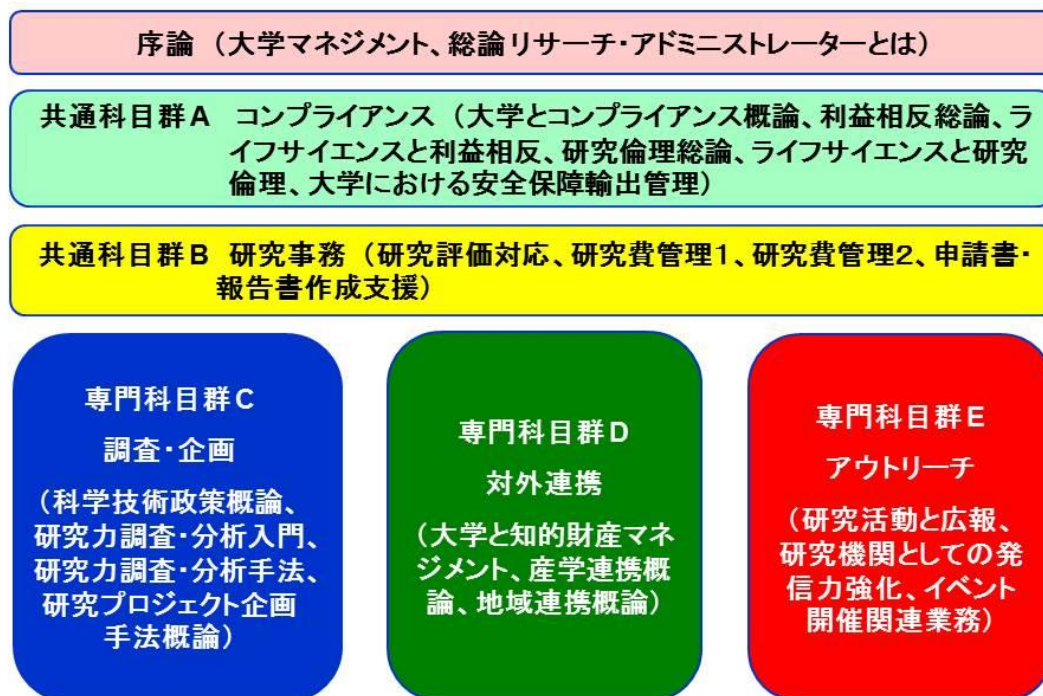 序論 （大学マネジメント、総論リサーチ・アドミニストレーターとは）
共通科目群A コンプライアンス （大学とコンプライアンス概論、利益相反総論、ラ
イフサイエンスと利益相反、研究倫理総論、ライフサイエンスと研究
倫理、大学における安全保障輸出管理）
共通科目群B 研究事務 （研究評価対応、研究費管理1、研究費管理2、申請書・
報告書作成支援）
専門科目群C
調査・企画
（科学技術政策概論、
研究力調査・分析入門、
研究力調査・分析手法、
研究プロジェクト企画
手法概論）
専門科目群D
対外連携
（大学と知的財産マネ
ジメント、産学連携概
論、地域連携概論）
専門科目群E
アウトリーチ
（研究活動と広報、
研究機関としての発
信力強化、イベント
開催関連業務）